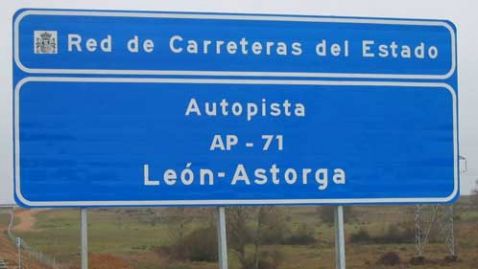 Red de Carreteras del Estado
Autopista
AP - 71
León-Astorga